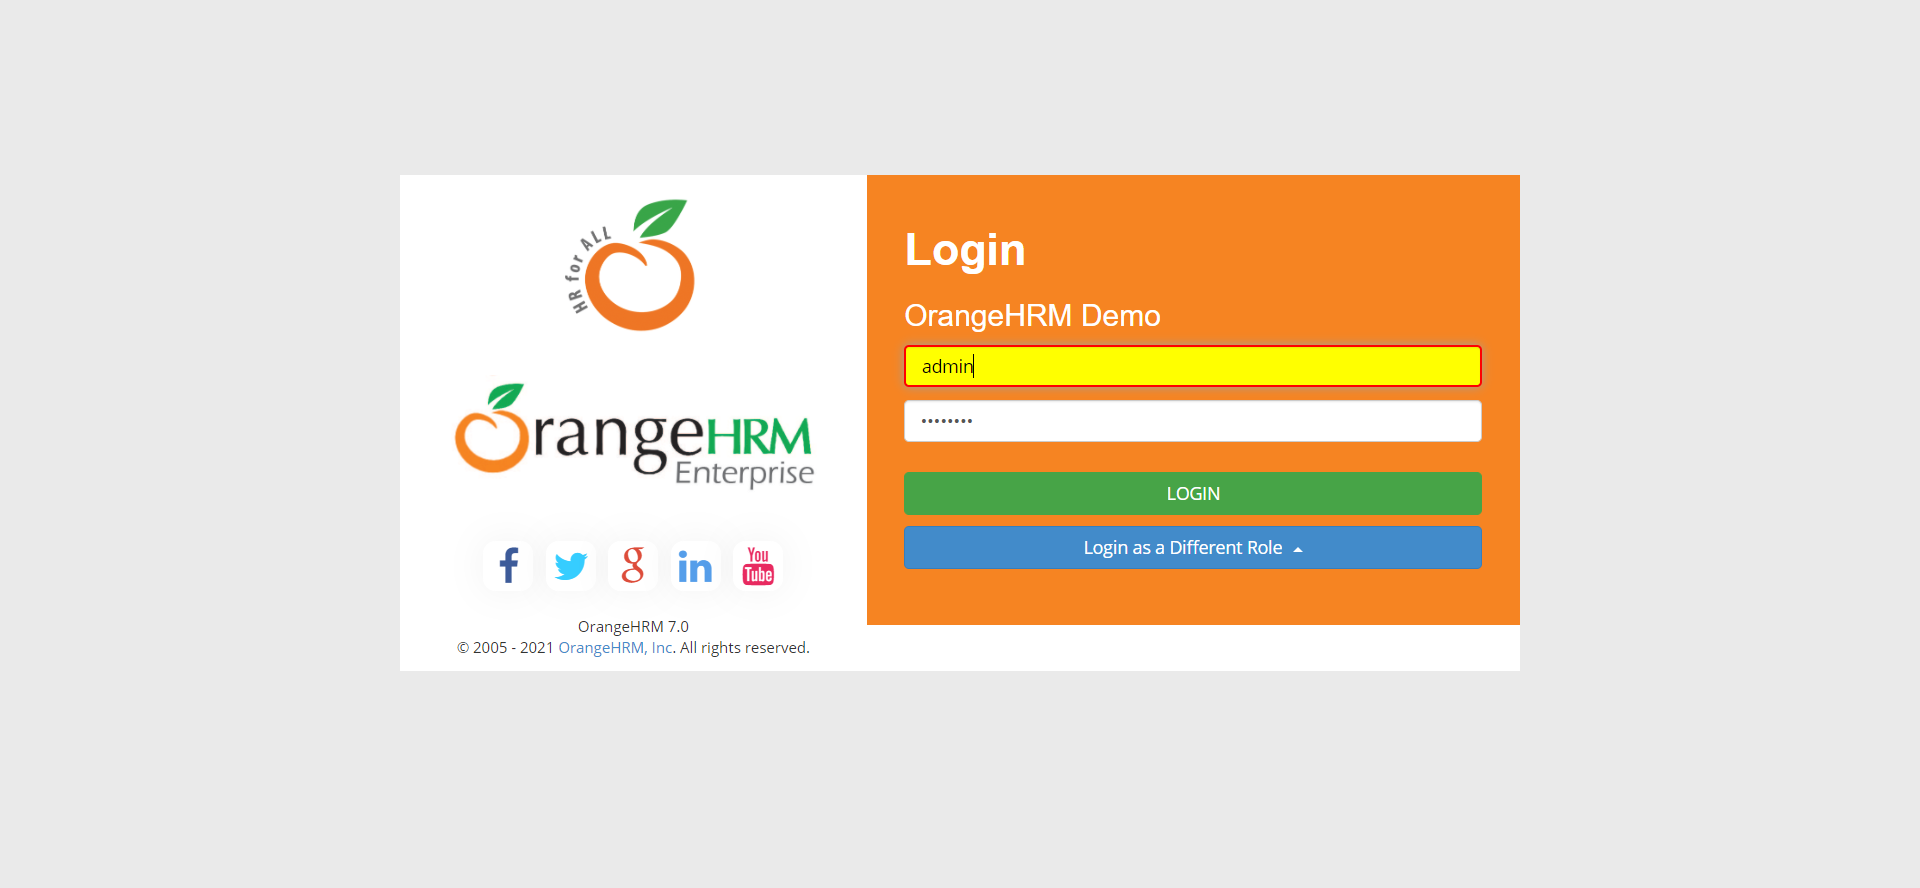 HR for ALL
OrangeHRM
Enterprise
f
g
in
You
Tube
OrangeHRM 7.0
© 2005 - 2021 OrangeHRM, Inc. All rights reserved.
Login
OrangeHRM Demo
admin
••••••••
LOGIN
Login as a Different Role